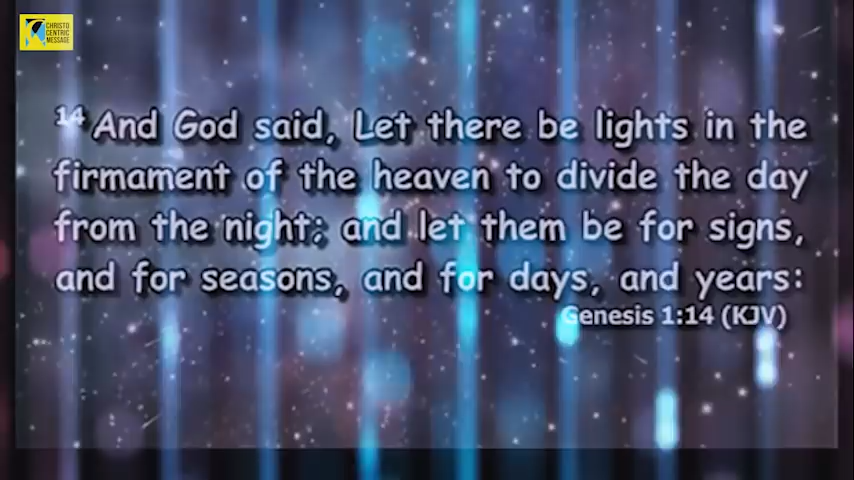 CHRISTO
CENTRIC
MESSAGE
14 And God said, Let there be lights in the
firmament of the heaven to divide the day
from the night; and let them be for signs,
and for seasons, and for days, and years:
Genesis 1:14 (KJV)